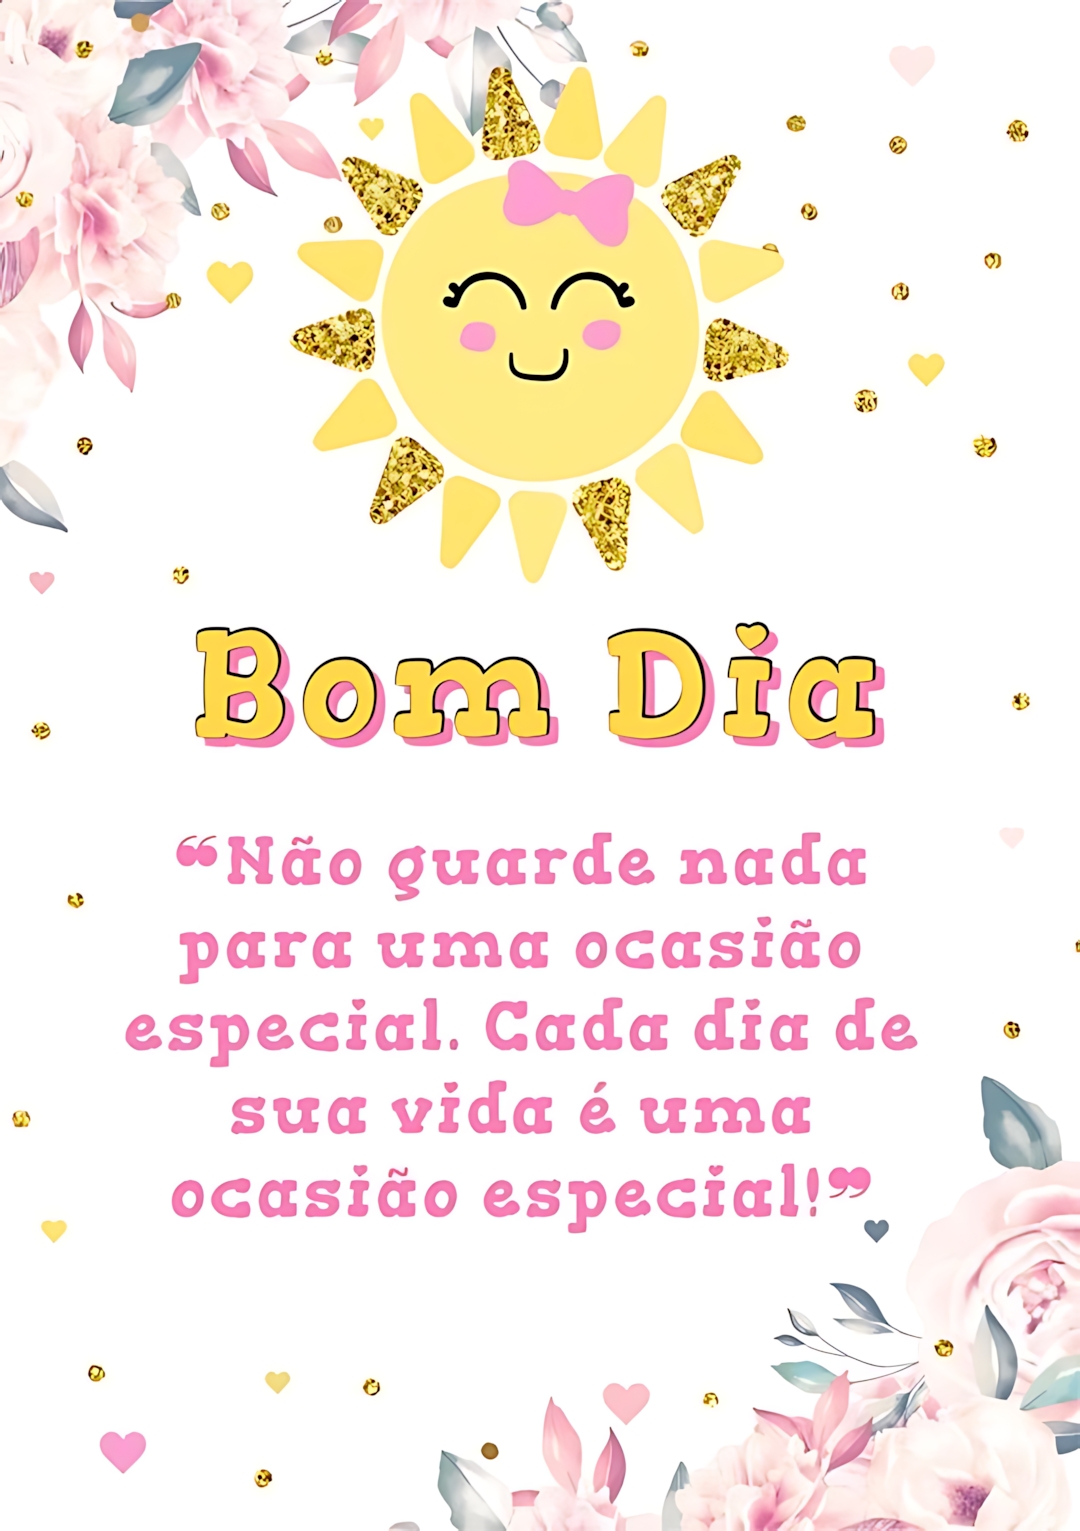 Bom Dia
❝Não guarde nada
para uma ocasião
especial. Cada dia de
sua vida é uma
ocasião especial!❞